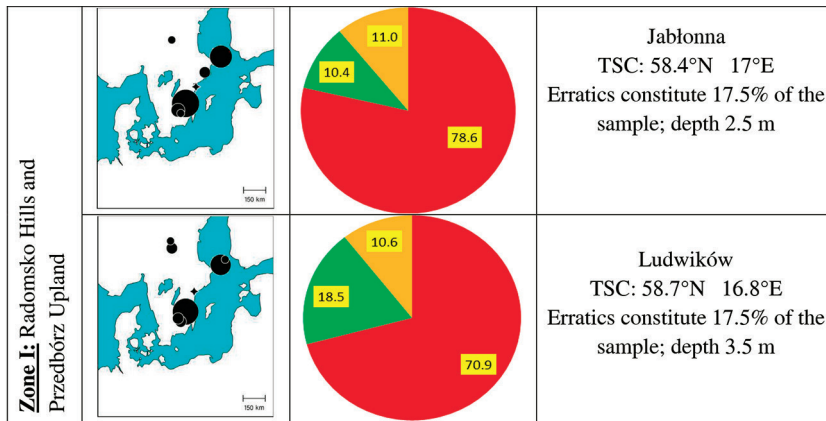 Zone I: Radomsko Hills and
Przedbórz Upland
150 km
11.0
10.4
78.6
Jabłonna
TSC: 58.4°N 17°E
Erratics constitute 17.5% of the
sample; depth 2.5 m
150 km
10.6
18.5
70.9
Ludwików
TSC: 58.7°N 16.8°E
Erratics constitute 17.5% of the
sample; depth 3.5 m